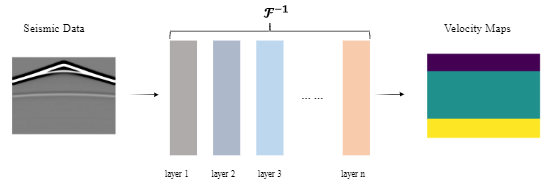 𝓕⁻¹
Seismic Data
Velocity Maps
... ...
layer 1
layer 2
layer 3
layer n